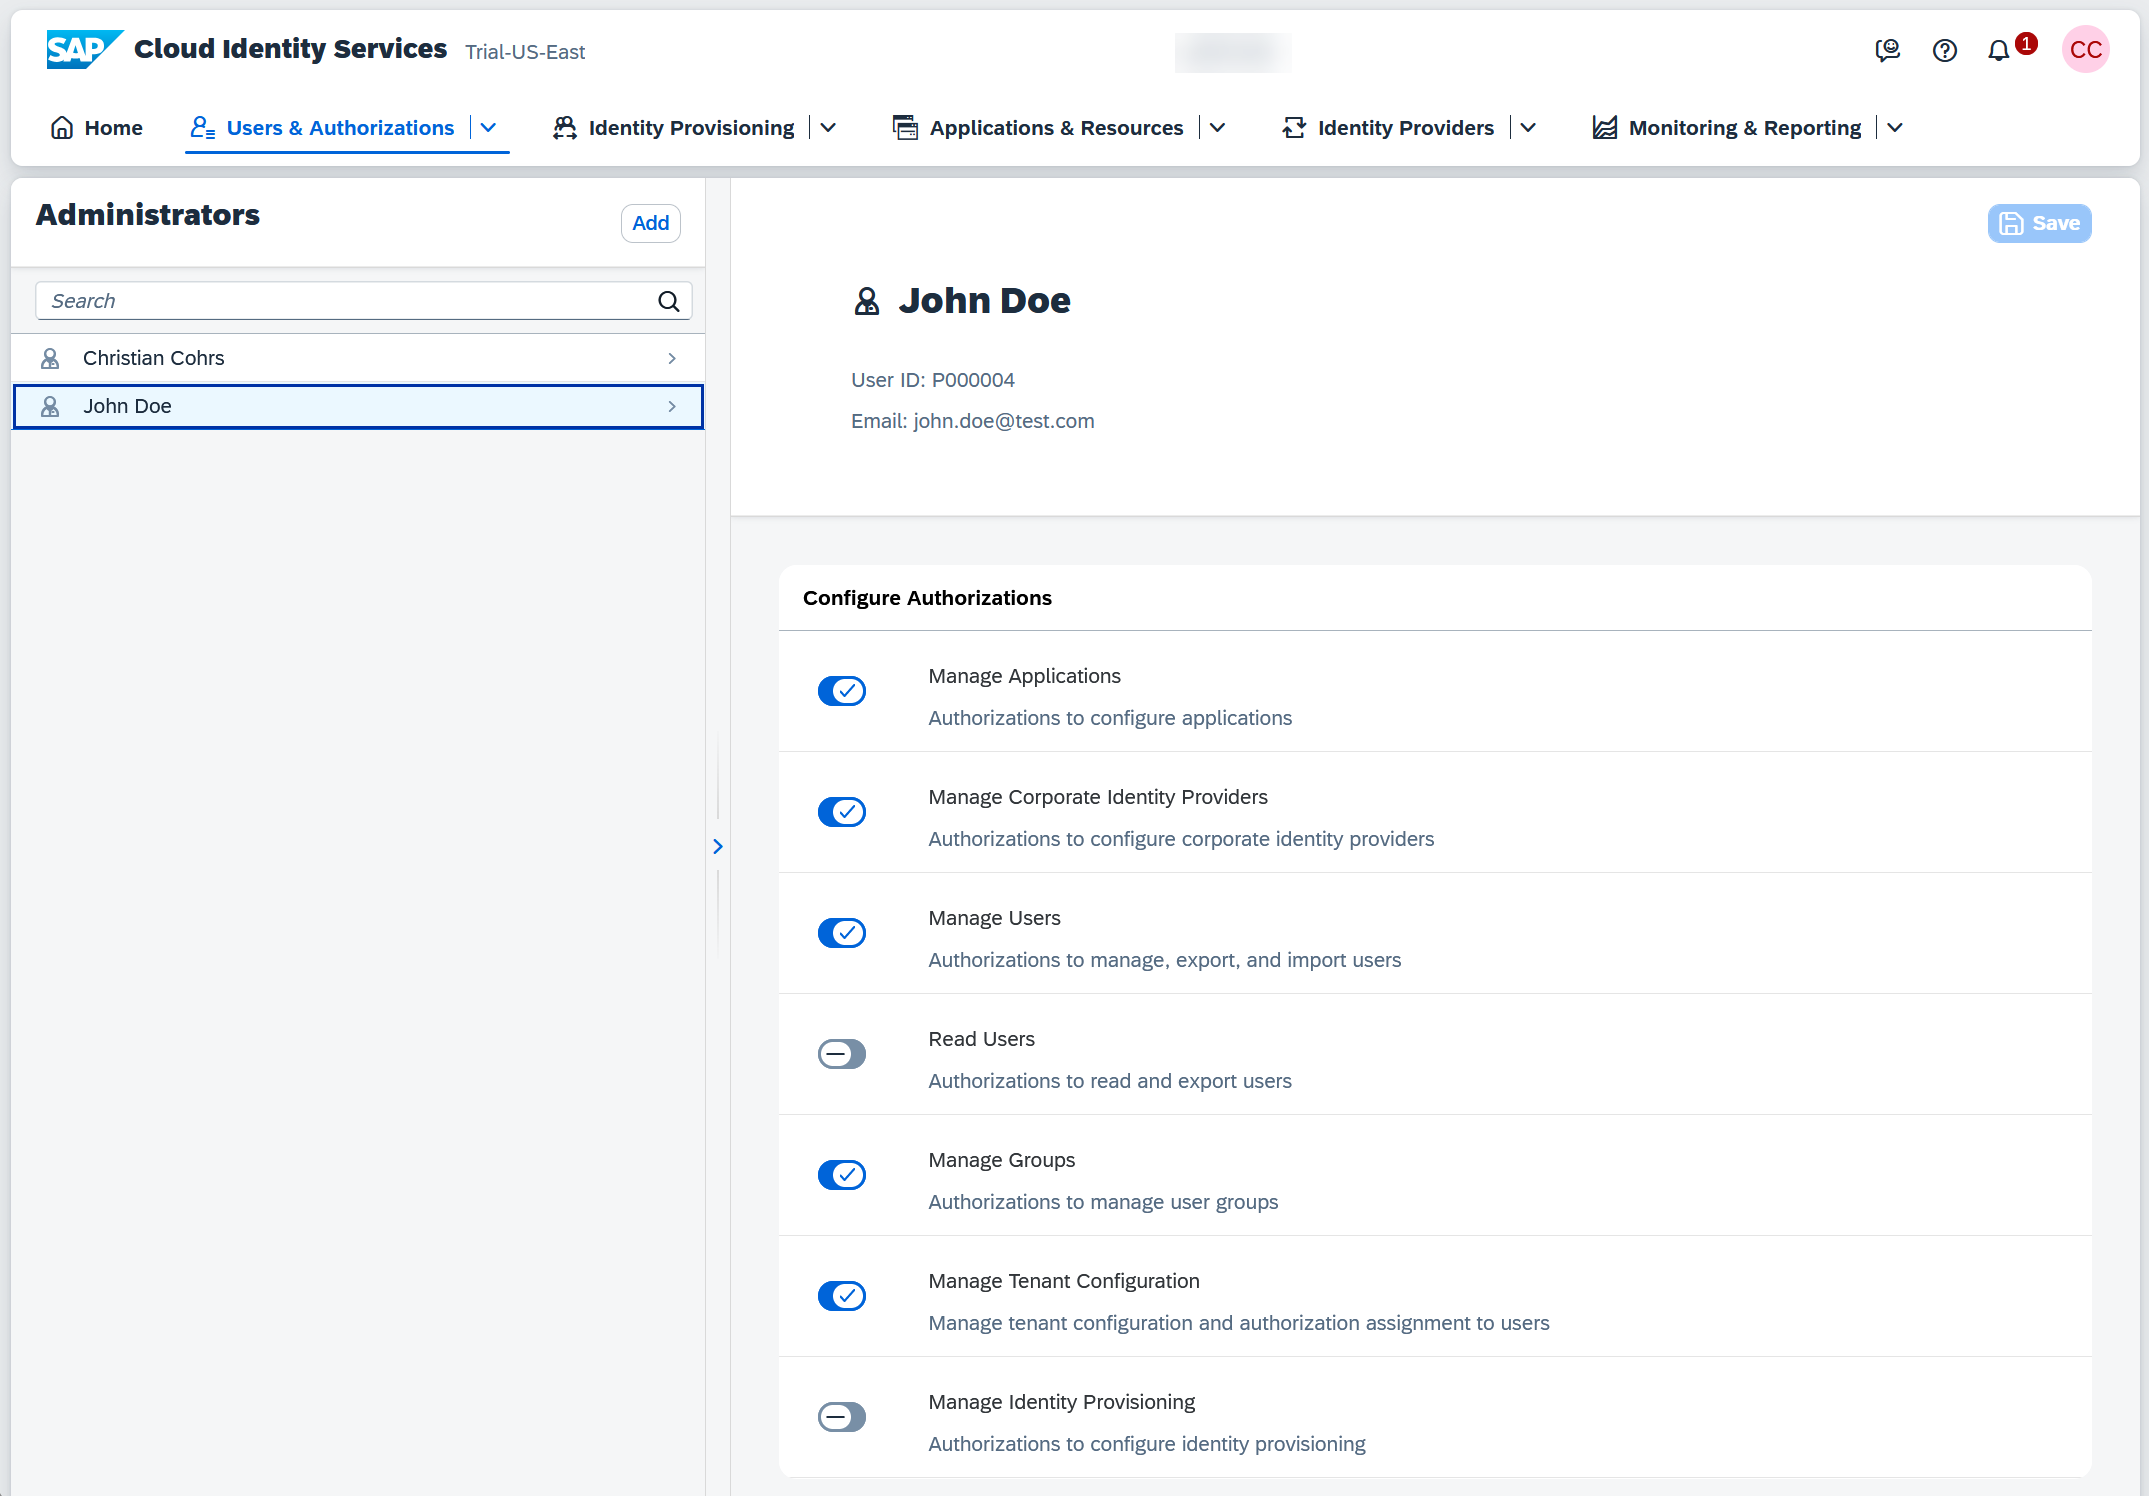 SAP Cloud Identity Services Trial-US-East
1
CC
Home
Users & Authorizations
Identity Provisioning
Applications & Resources
Identity Providers
Monitoring & Reporting
Administrators
Add
Search
Christian Cohrs
John Doe
Save
John Doe
User ID: P000004
Email: john.doe@test.com
Configure Authorizations
Manage Applications
Authorizations to configure applications
Manage Corporate Identity Providers
Authorizations to configure corporate identity providers
Manage Users
Authorizations to manage, export, and import users
Read Users
Authorizations to read and export users
Manage Groups
Authorizations to manage user groups
Manage Tenant Configuration
Manage tenant configuration and authorization assignment to users
Manage Identity Provisioning
Authorizations to configure identity provisioning